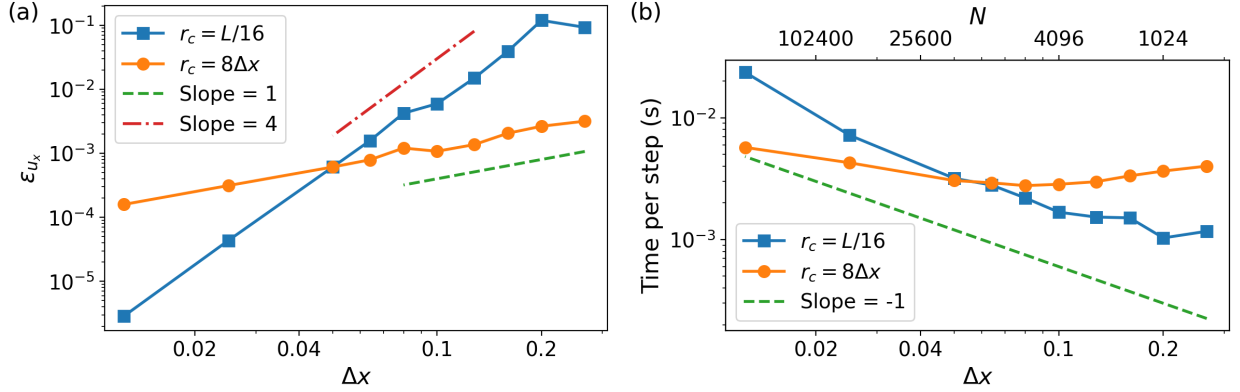 (a)
10⁻¹
10⁻²
10⁻³
10⁻⁴
10⁻⁵
ε_{u_x}
r_c = L/16
r_c = 8Δx
Slope = 1
Slope = 4
0.02 0.04 0.1 0.2
Δx
(b)
N
102400 25600 4096 1024
10⁻²
10⁻³
Time per step (s)
r_c = L/16
r_c = 8Δx
Slope = -1
0.02 0.04 0.1 0.2
Δx